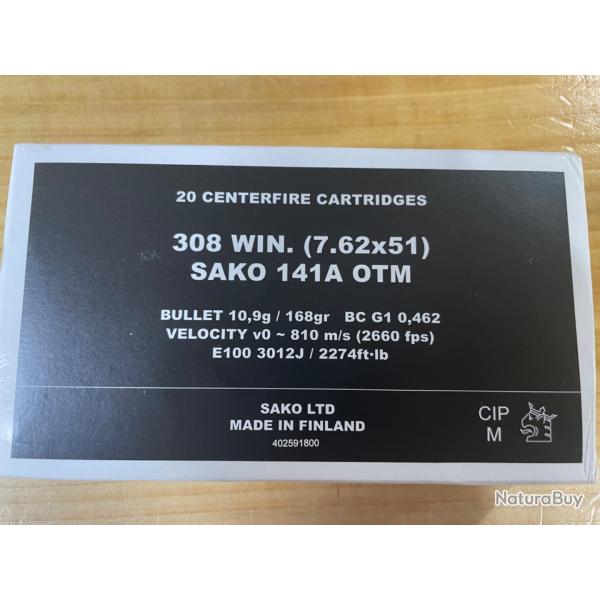 20 CENTERFIRE CARTRIDGES
308 WIN. (7.62x51)
SAKO 141A OTM
BULLET 10,9g / 168gr BC G1 0,462
VELOCITY v0 ~ 810 m/s (2660 fps)
E100 3012J / 2274ft·lb
SAKO LTD
MADE IN FINLAND
402591800
CIP
M
NaturaBuy